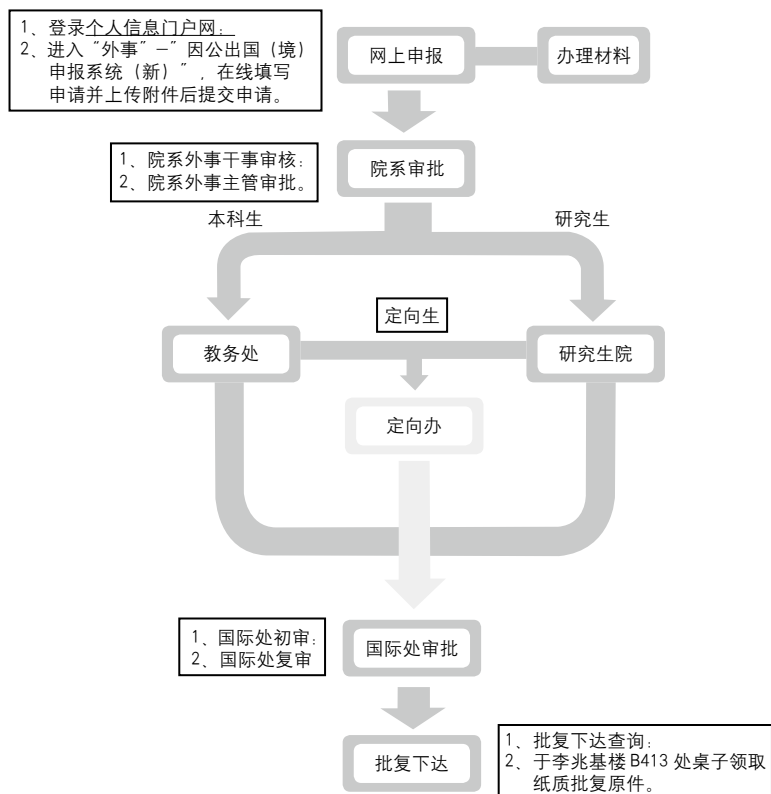 1、登录个人信息门户网；
2、进入“外事”－“因公出国（境）
申报系统（新）”，在线填写
申请并上传附件后提交申请。
网上申报
办理材料
1、院系外事干事审核；
2、院系外事主管审批。
院系审批
本科生
研究生
定向生
教务处
研究生院
定向办
1、国际处初审；
2、国际处复审
国际处审批
批复下达
1、批复下达查询；
2、于李兆基楼B413处桌子领取
纸质批复原件。